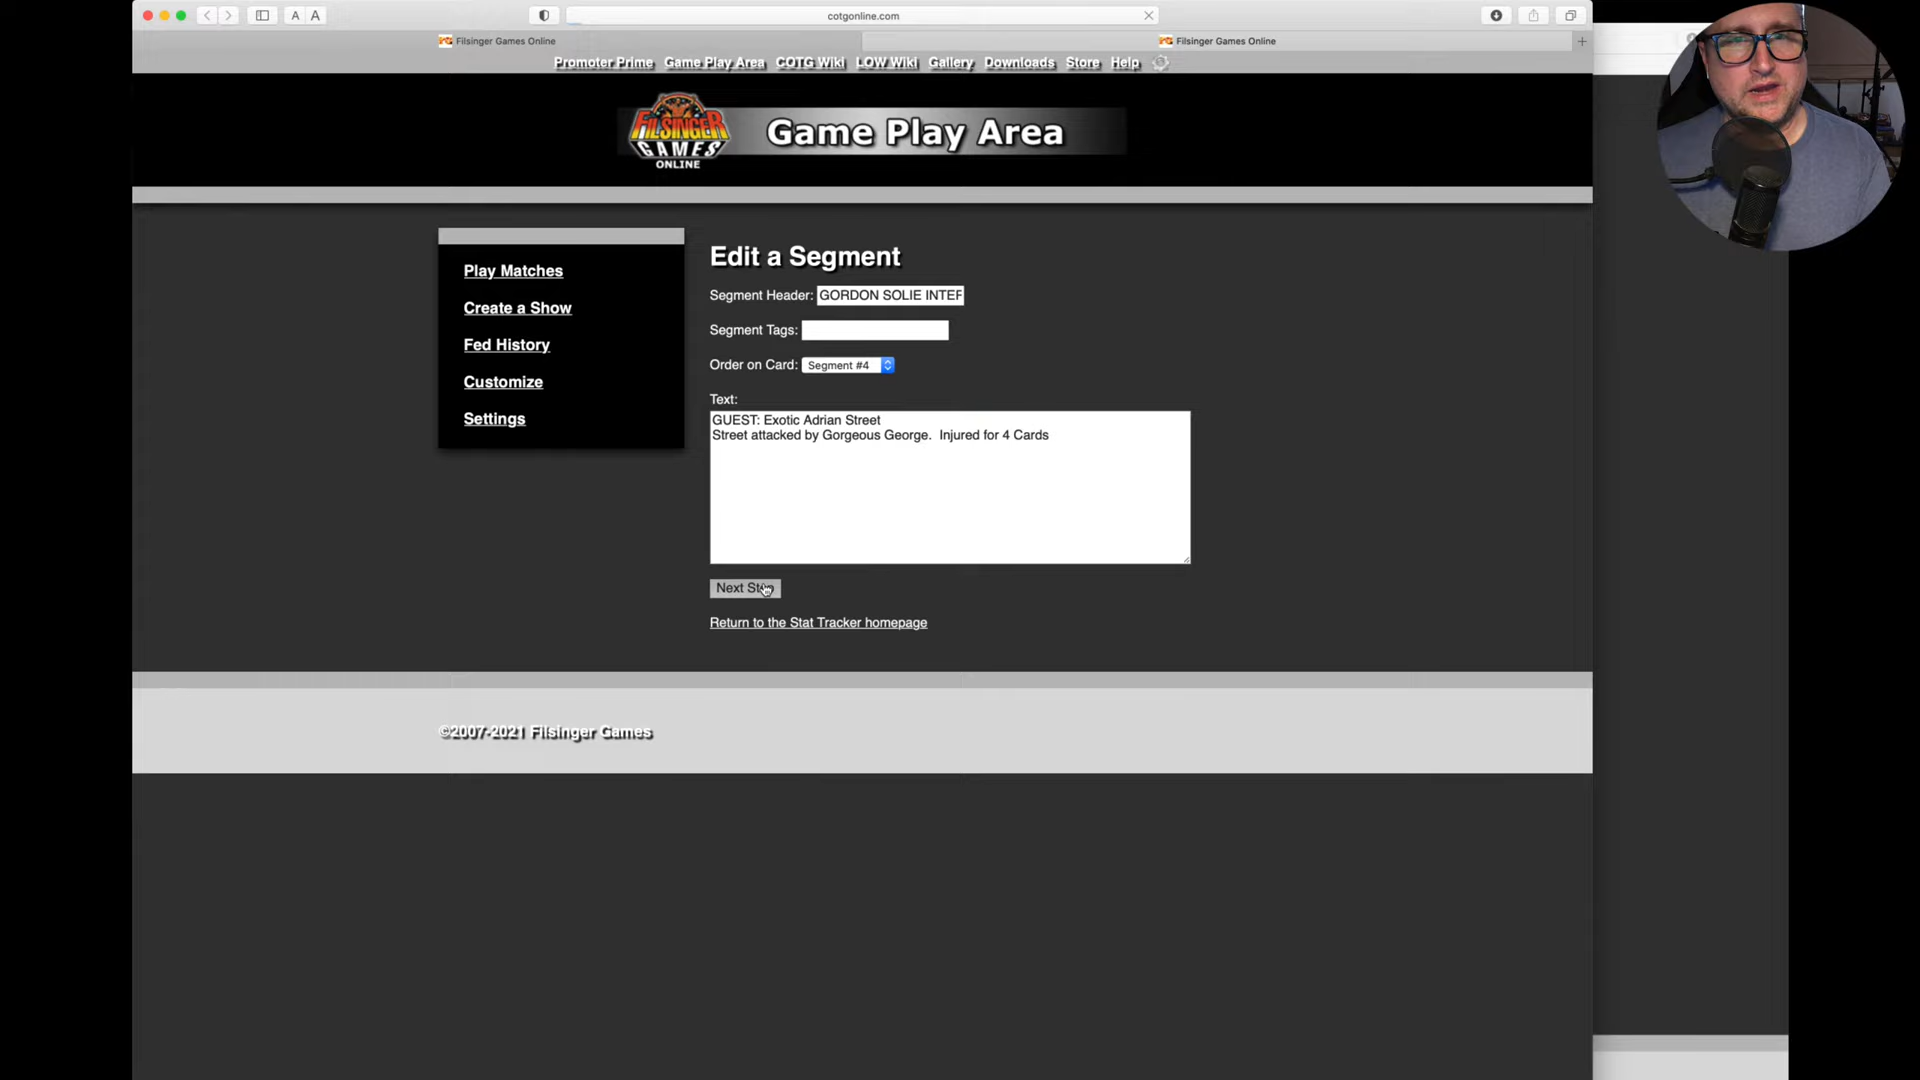 cotgonline.com
Filsinger Games Online
Filsinger Games Online
Promoter Prime Game Play Area COTG Wiki LOW Wiki Gallery Downloads Store Help
A A
FILSINGER
GAMES
ONLINE
Game Play Area
Play Matches
Create a Show
Fed History
Customize
Settings
Edit a Segment
Segment Header: GORDON SOLIE INTER
Segment Tags:
Order on Card: Segment #4
Text:
GUEST: Exotic Adrian Street
Street attacked by Gorgeous George. Injured for 4 Cards
Next Step
Return to the Stat Tracker homepage
©2007-2021 Filsinger Games